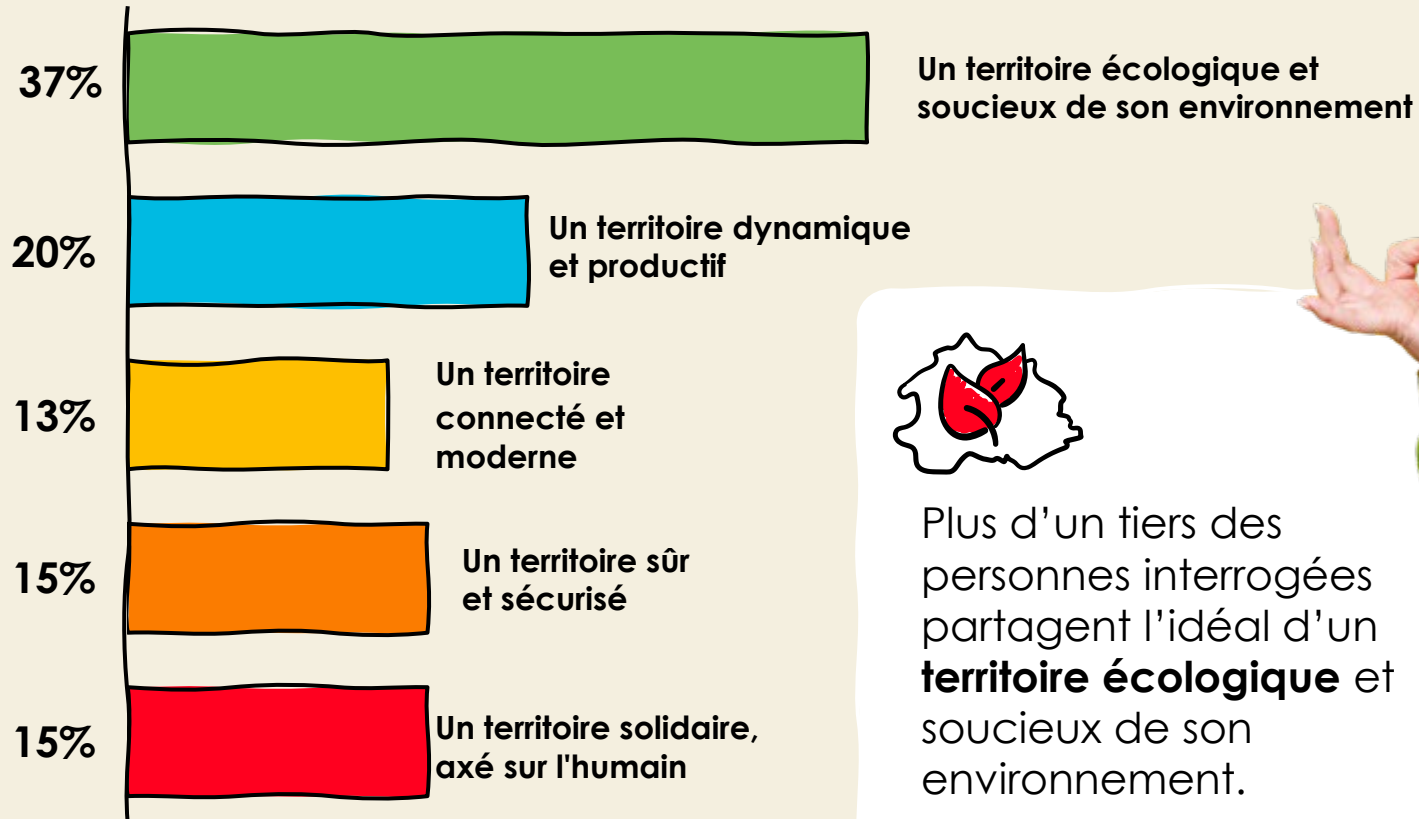 37%
Un territoire écologique et
soucieux de son environnement
20%
Un territoire dynamique
et productif
13%
Un territoire
connecté et
moderne
15%
Un territoire sûr
et sécurisé
15%
Un territoire solidaire,
axé sur l'humain
Plus d’un tiers des
personnes interrogées
partagent l’idéal d’un
territoire écologique et
soucieux de son
environnement.